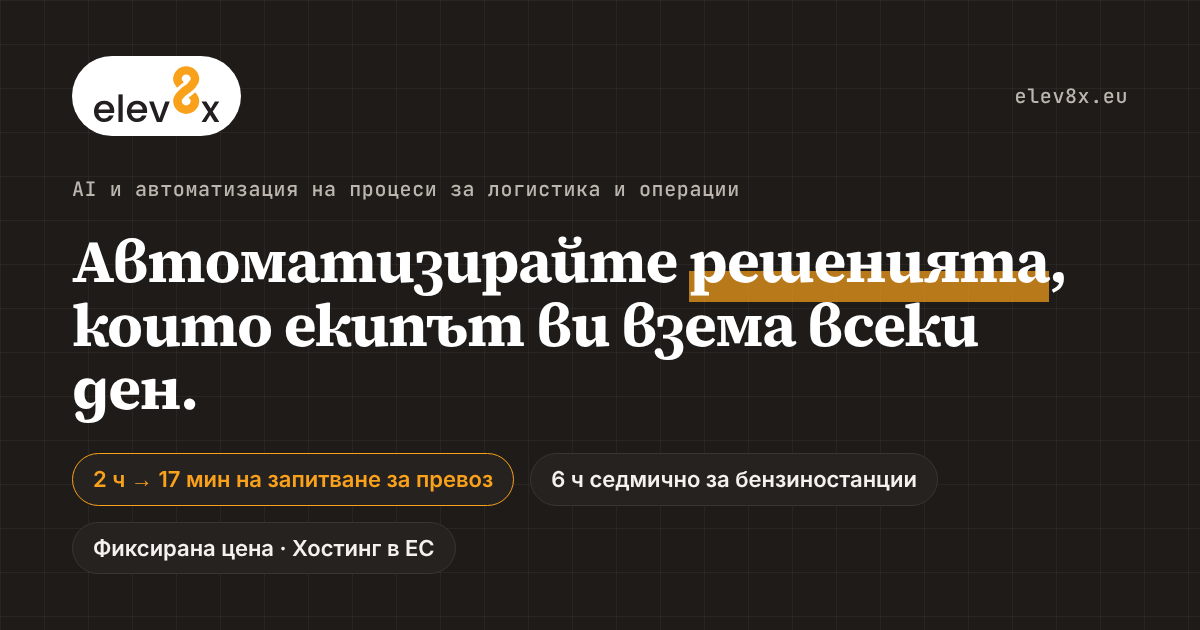 elev8x
elev8x.eu
AI и автоматизация на процеси за логистика и операции
Автоматизирайте решенията,
които екипът ви взема всеки
ден.
2 ч → 17 мин на запитване за превоз
6 ч седмично за бензиностанции
Фиксирана цена · Хостинг в ЕС